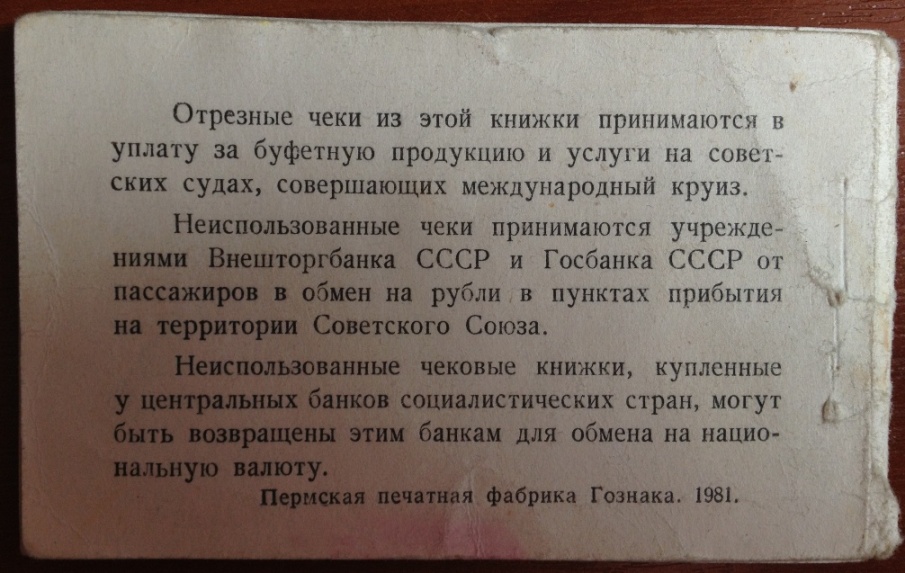 Отрезные чеки из этой книжки принимаются в
уплату за буфетную продукцию и услуги на совет-
ских судах, совершающих международный круиз.
Неиспользованные чеки принимаются учрежде-
ниями Внешторгбанка СССР и Госбанка СССР от
пассажиров в обмен на рубли в пунктах прибытия
на территории Советского Союза.
Неиспользованные чековые книжки, купленные
у центральных банков социалистических стран, могут
быть возвращены этим банкам для обмена на нацио-
нальную валюту.
Пермская печатная фабрика Гознака. 1981.